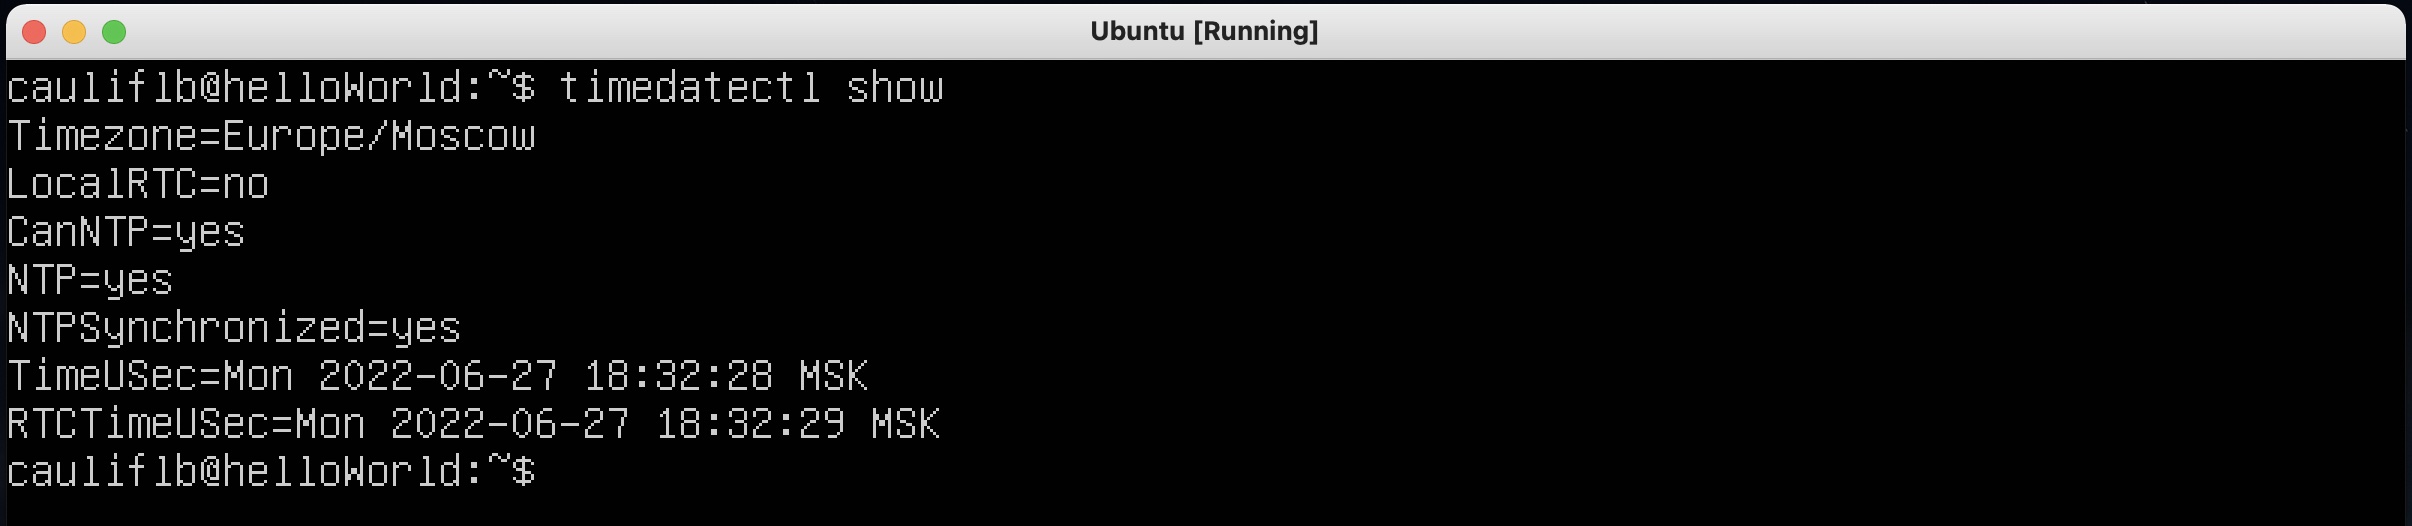 Ubuntu [Running]
cauliflb@helloWorld:~$ timedatectl show
Timezone=Europe/Moscow
LocalRTC=no
CanNTP=yes
NTP=yes
NTPSynchronized=yes
TimeUSec=Mon 2022-06-27 18:32:28 MSK
RTCTimeUSec=Mon 2022-06-27 18:32:29 MSK
cauliflb@helloWorld:~$